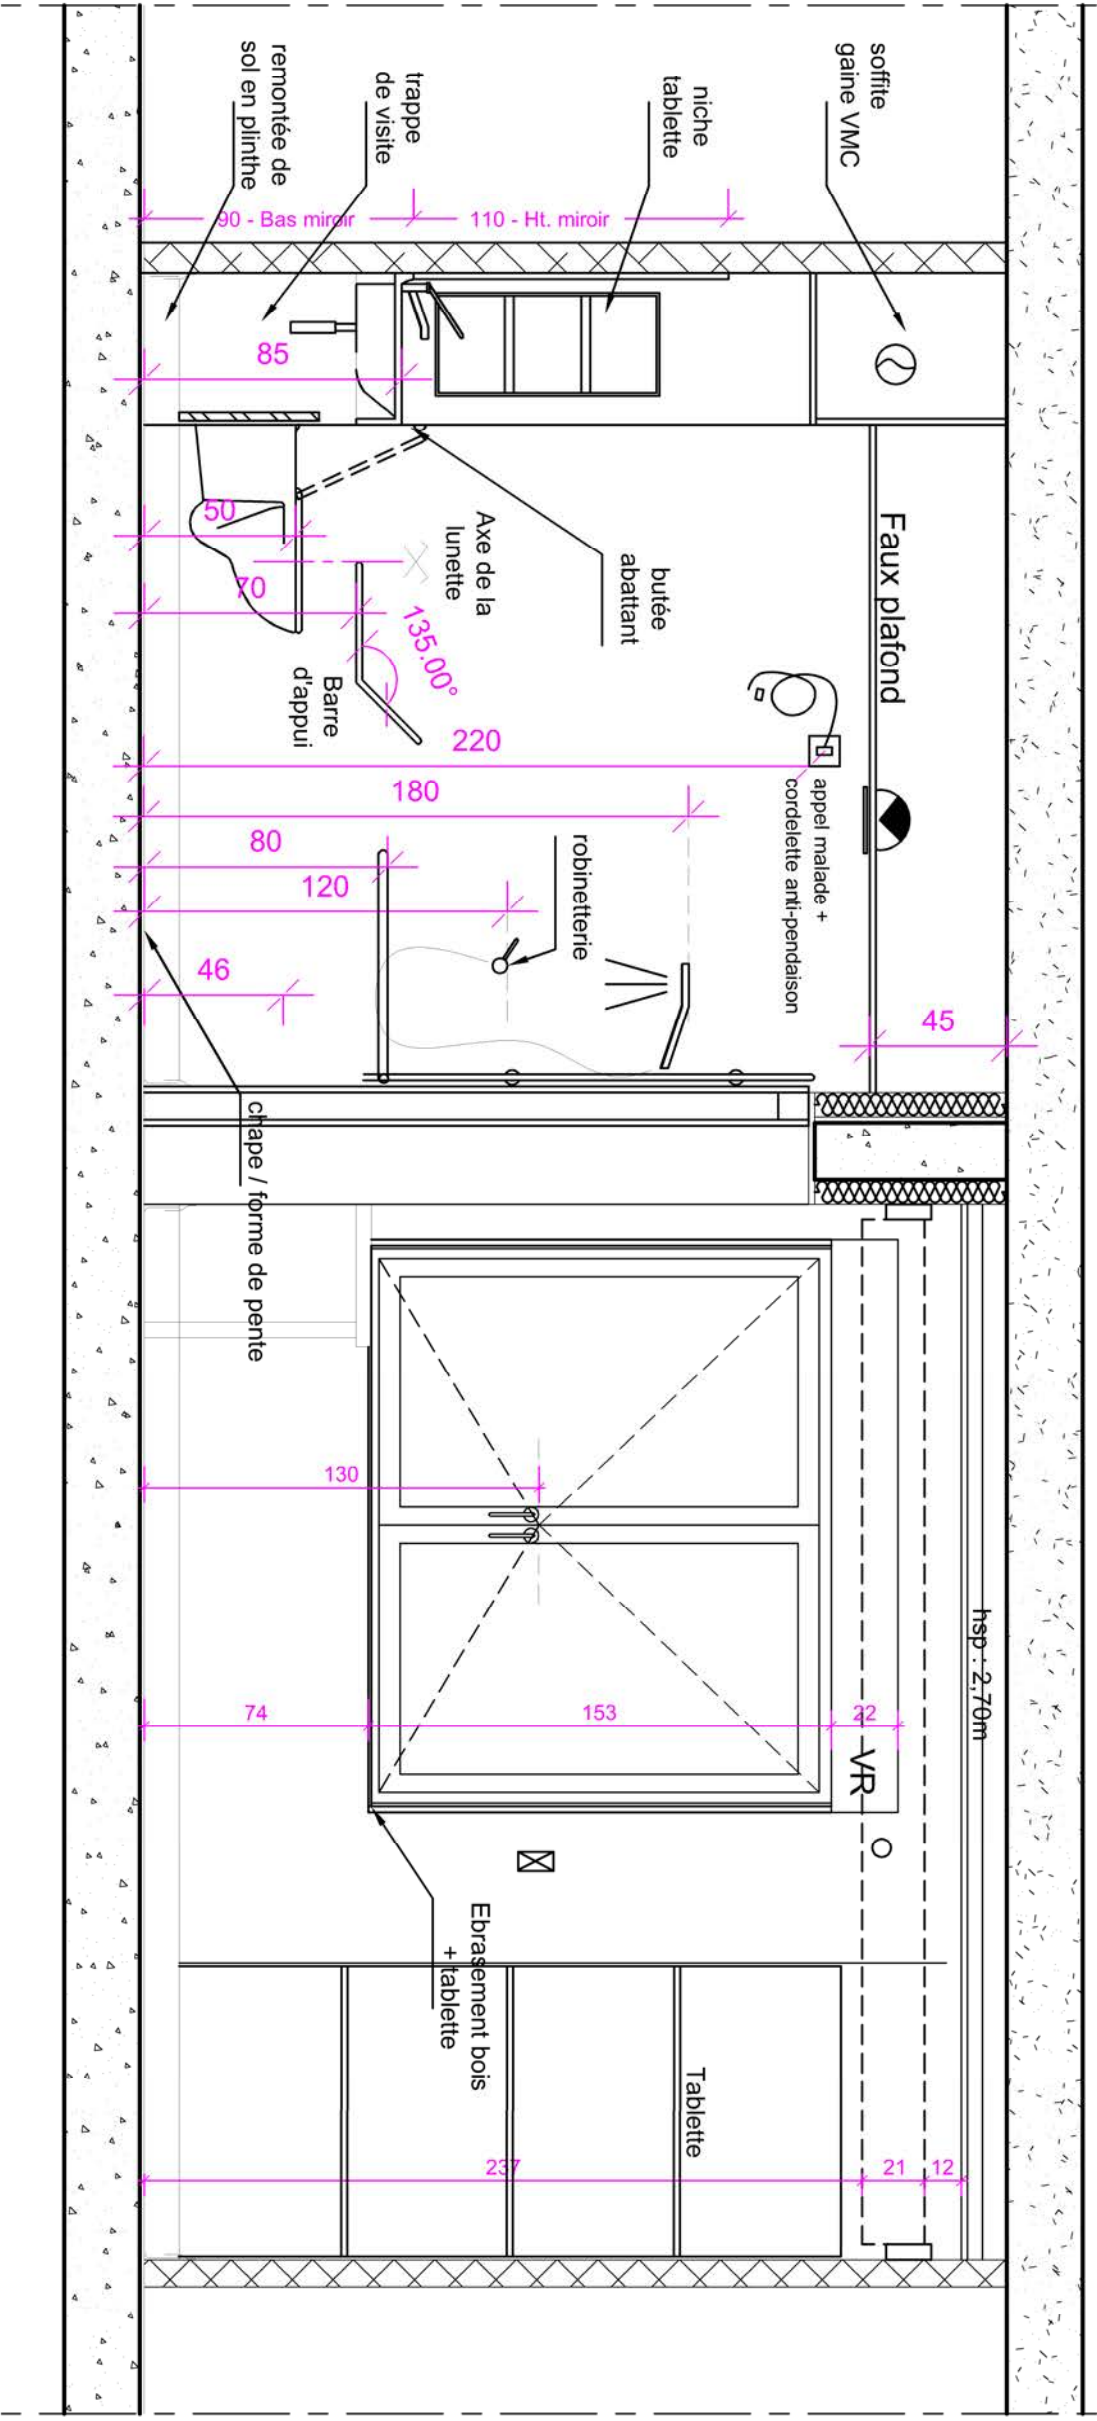 soffite
gaine VMC
niche
tablette
trappe
de visite
remontée de
sol en plinthe
110 - Ht. miroir
90 - Bas miroir
85
Faux plafond
butée
abattant
Axe de la
lunette
50
70
135.00°
Barre
d'appui
220
appel malade +
cordelette anti-pendaison
180
robinetterie
80
120
46
45
chape / forme de pente
130
hsp : 2,70m
74
153
22
VR
Ebrasement bois
+ tablette
Tablette
237
21
12